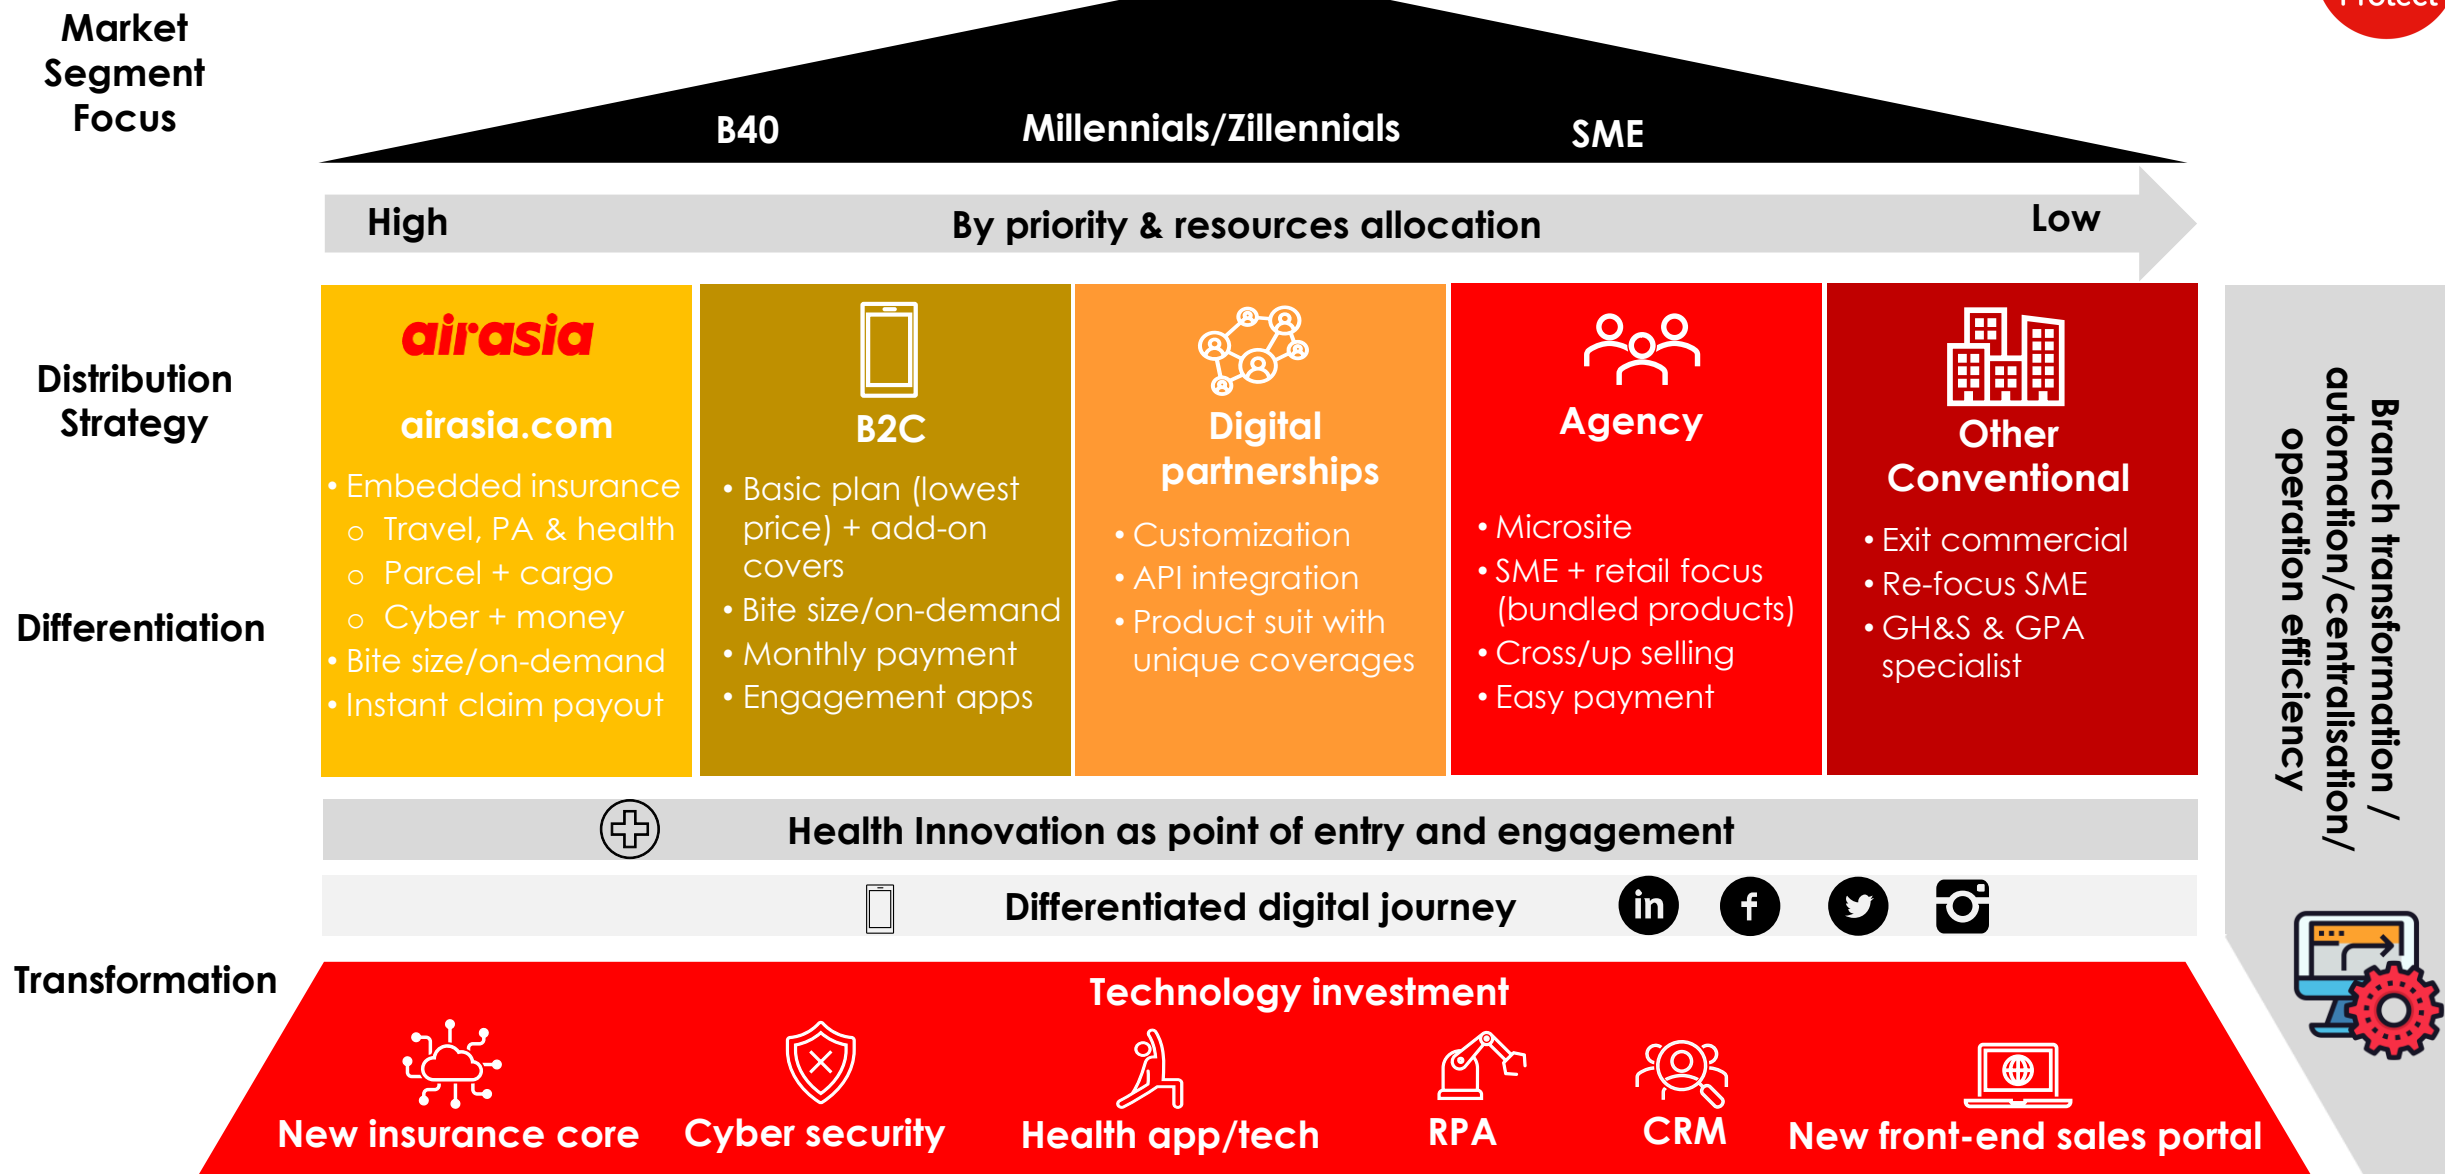 Protect
Market
Segment
Focus
B40
Millennials/Zillennials
SME
High
By priority & resources allocation
Low
Distribution
Strategy
Differentiation
airasia
airasia.com
• Embedded insurance
o Travel, PA & health
o Parcel + cargo
o Cyber + money
• Bite size/on-demand
• Instant claim payout
B2C
• Basic plan (lowest
price) + add-on
covers
• Bite size/on-demand
• Monthly payment
• Engagement apps
Digital
partnerships
• Customization
• API integration
• Product suit with
unique coverages
Agency
• Microsite
• SME + retail focus
(bundled products)
• Cross/up selling
• Easy payment
Other
Conventional
• Exit commercial
• Re-focus SME
• GH&S & GPA
specialist
Branch transformation /
automation/centralisation/
operation efficiency
Health Innovation as point of entry and engagement
Differentiated digital journey
in
f
Transformation
Technology investment
New insurance core
Cyber security
Health app/tech
RPA
CRM
New front-end sales portal